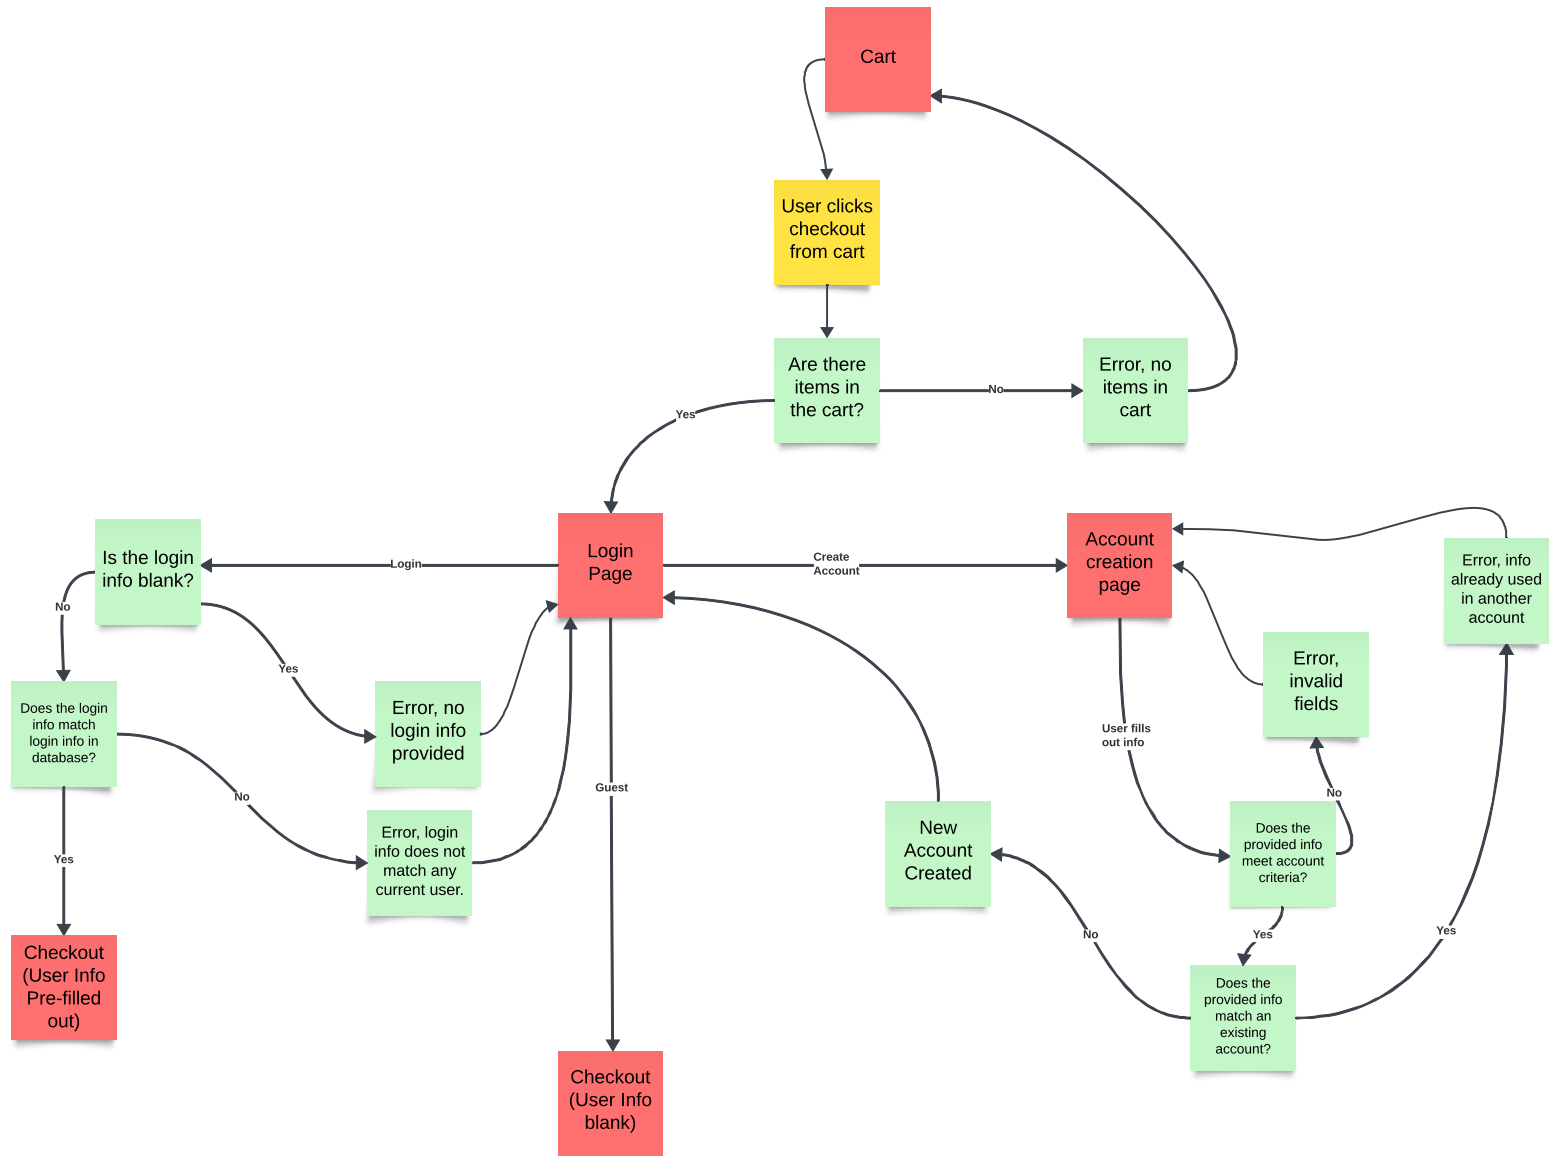 Cart
User clicks
checkout
from cart
Are there
items in
the cart?
No
Error, no
items in
cart
Yes
Is the login
info blank?
Login
Login
Page
Create
Account
Account
creation
page
Error, info
already used
in another
account
No
Yes
Error,
invalid
fields
Does the login
info match
login info in
database?
Error, no
login info
provided
User fills
out info
No
Guest
No
Error, login
info does not
match any
current user.
New
Account
Created
Does the
provided info
meet account
criteria?
Yes
No
Yes
Yes
Checkout
(User Info
Pre-filled
out)
Does the
provided info
match an
existing
account?
Checkout
(User Info
blank)